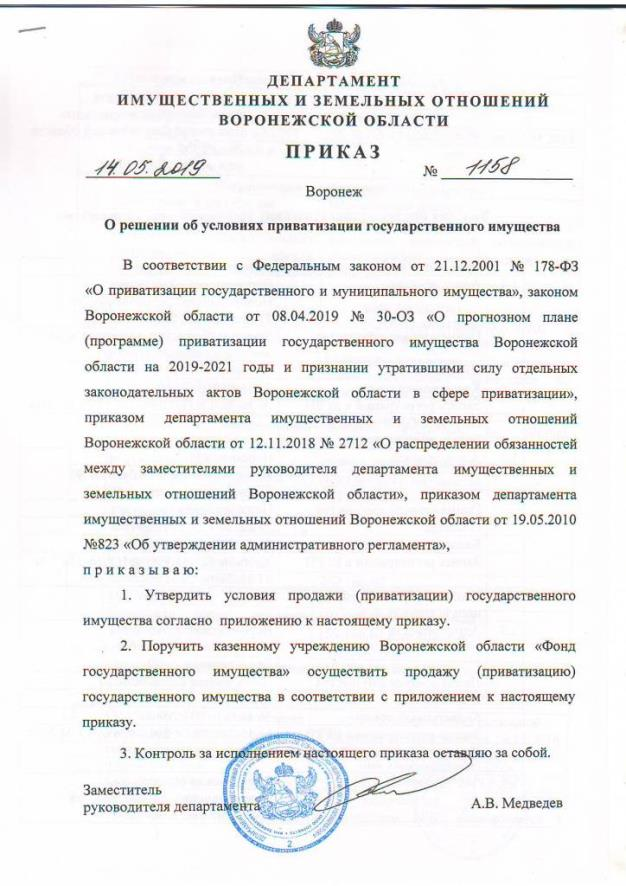 ДЕПАРТАМЕНТ
ИМУЩЕСТВЕННЫХ И ЗЕМЕЛЬНЫХ ОТНОШЕНИЙ
ВОРОНЕЖСКОЙ ОБЛАСТИ
ПРИКАЗ
14.05.2019 № 1158
Воронеж
О решении об условиях приватизации государственного имущества
В соответствии с Федеральным законом от 21.12.2001 № 178-ФЗ
«О приватизации государственного и муниципального имущества», законом
Воронежской области от 08.04.2019 № 30-ОЗ «О прогнозном плане
(программе) приватизации государственного имущества Воронежской
области на 2019-2021 годы и признании утратившими силу отдельных
законодательных актов Воронежской области в сфере приватизации»,
приказом департамента имущественных и земельных отношений
Воронежской области от 12.11.2018 № 2712 «О распределении обязанностей
между заместителями руководителя департамента имущественных и
земельных отношений Воронежской области», приказом департамента
имущественных и земельных отношений Воронежской области от 19.05.2010
№823 «Об утверждении административного регламента»,
п р и к а з ы в а ю:
1. Утвердить условия продажи (приватизации) государственного
имущества согласно приложению к настоящему приказу.
2. Поручить казенному учреждению Воронежской области «Фонд
государственного имущества» осуществить продажу (приватизацию)
государственного имущества в соответствии с приложением к настоящему
приказу.
3. Контроль за исполнением настоящего приказа оставляю за собой.
Заместитель
руководителя департамента А.В. Медведев
2